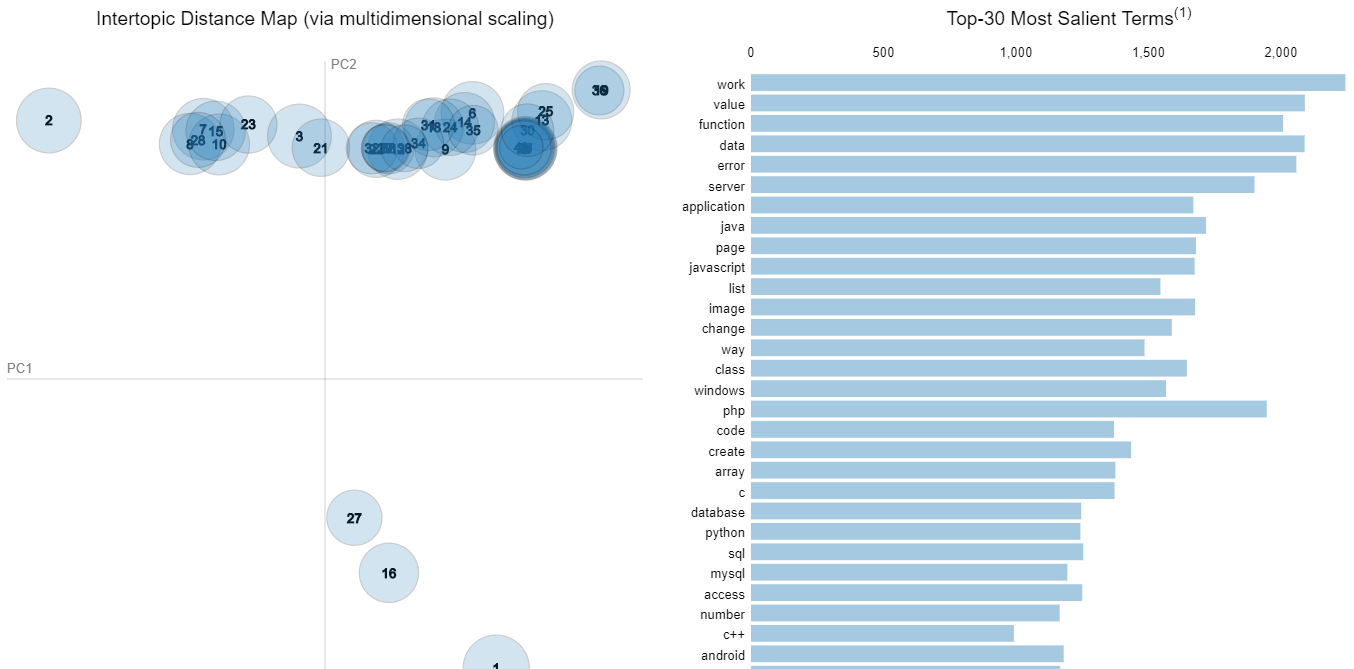 Intertopic Distance Map (via multidimensional scaling)
PC2
PC1
2
8
28
7
15
10
23
3
21
34
9
24
14
6
35
25
13
30
27
16
1
Top-30 Most Salient Terms(1)
0 500 1,000 1,500 2,000
work
value
function
data
error
server
application
java
page
javascript
list
image
change
way
class
windows
php
code
create
array
c
database
python
sql
mysql
access
number
c++
android